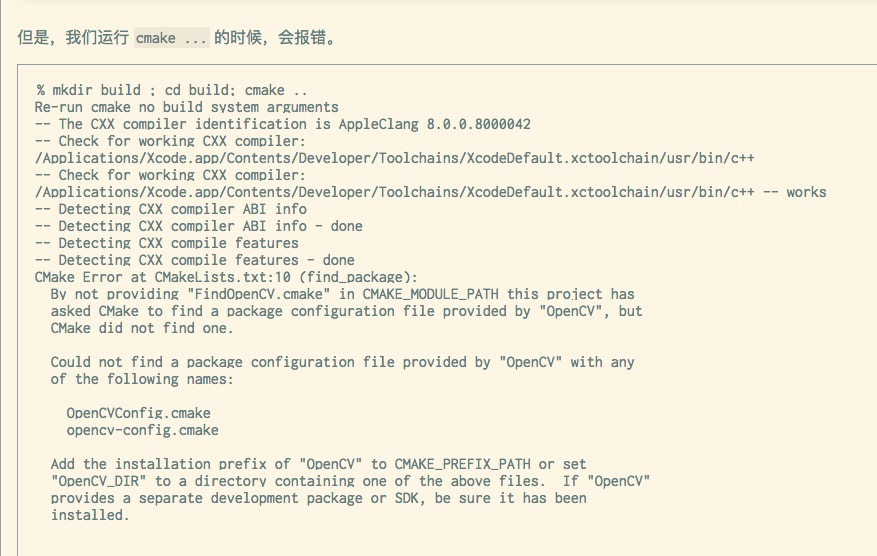 但是，我们运行 cmake ... 的时候，会报错。
% mkdir build ; cd build; cmake ..
Re-run cmake no build system arguments
-- The CXX compiler identification is AppleClang 8.0.0.8000042
-- Check for working CXX compiler:
/Applications/Xcode.app/Contents/Developer/Toolchains/XcodeDefault.xctoolchain/usr/bin/c++
-- Check for working CXX compiler:
/Applications/Xcode.app/Contents/Developer/Toolchains/XcodeDefault.xctoolchain/usr/bin/c++ -- works
-- Detecting CXX compiler ABI info
-- Detecting CXX compiler ABI info - done
-- Detecting CXX compile features
-- Detecting CXX compile features - done
CMake Error at CMakeLists.txt:10 (find_package):
By not providing "FindOpenCV.cmake" in CMAKE_MODULE_PATH this project has
asked CMake to find a package configuration file provided by "OpenCV", but
CMake did not find one.
Could not find a package configuration file provided by "OpenCV" with any
of the following names:
OpenCVConfig.cmake
opencv-config.cmake
Add the installation prefix of "OpenCV" to CMAKE_PREFIX_PATH or set
"OpenCV_DIR" to a directory containing one of the above files.  If "OpenCV"
provides a separate development package or SDK, be sure it has been
installed.